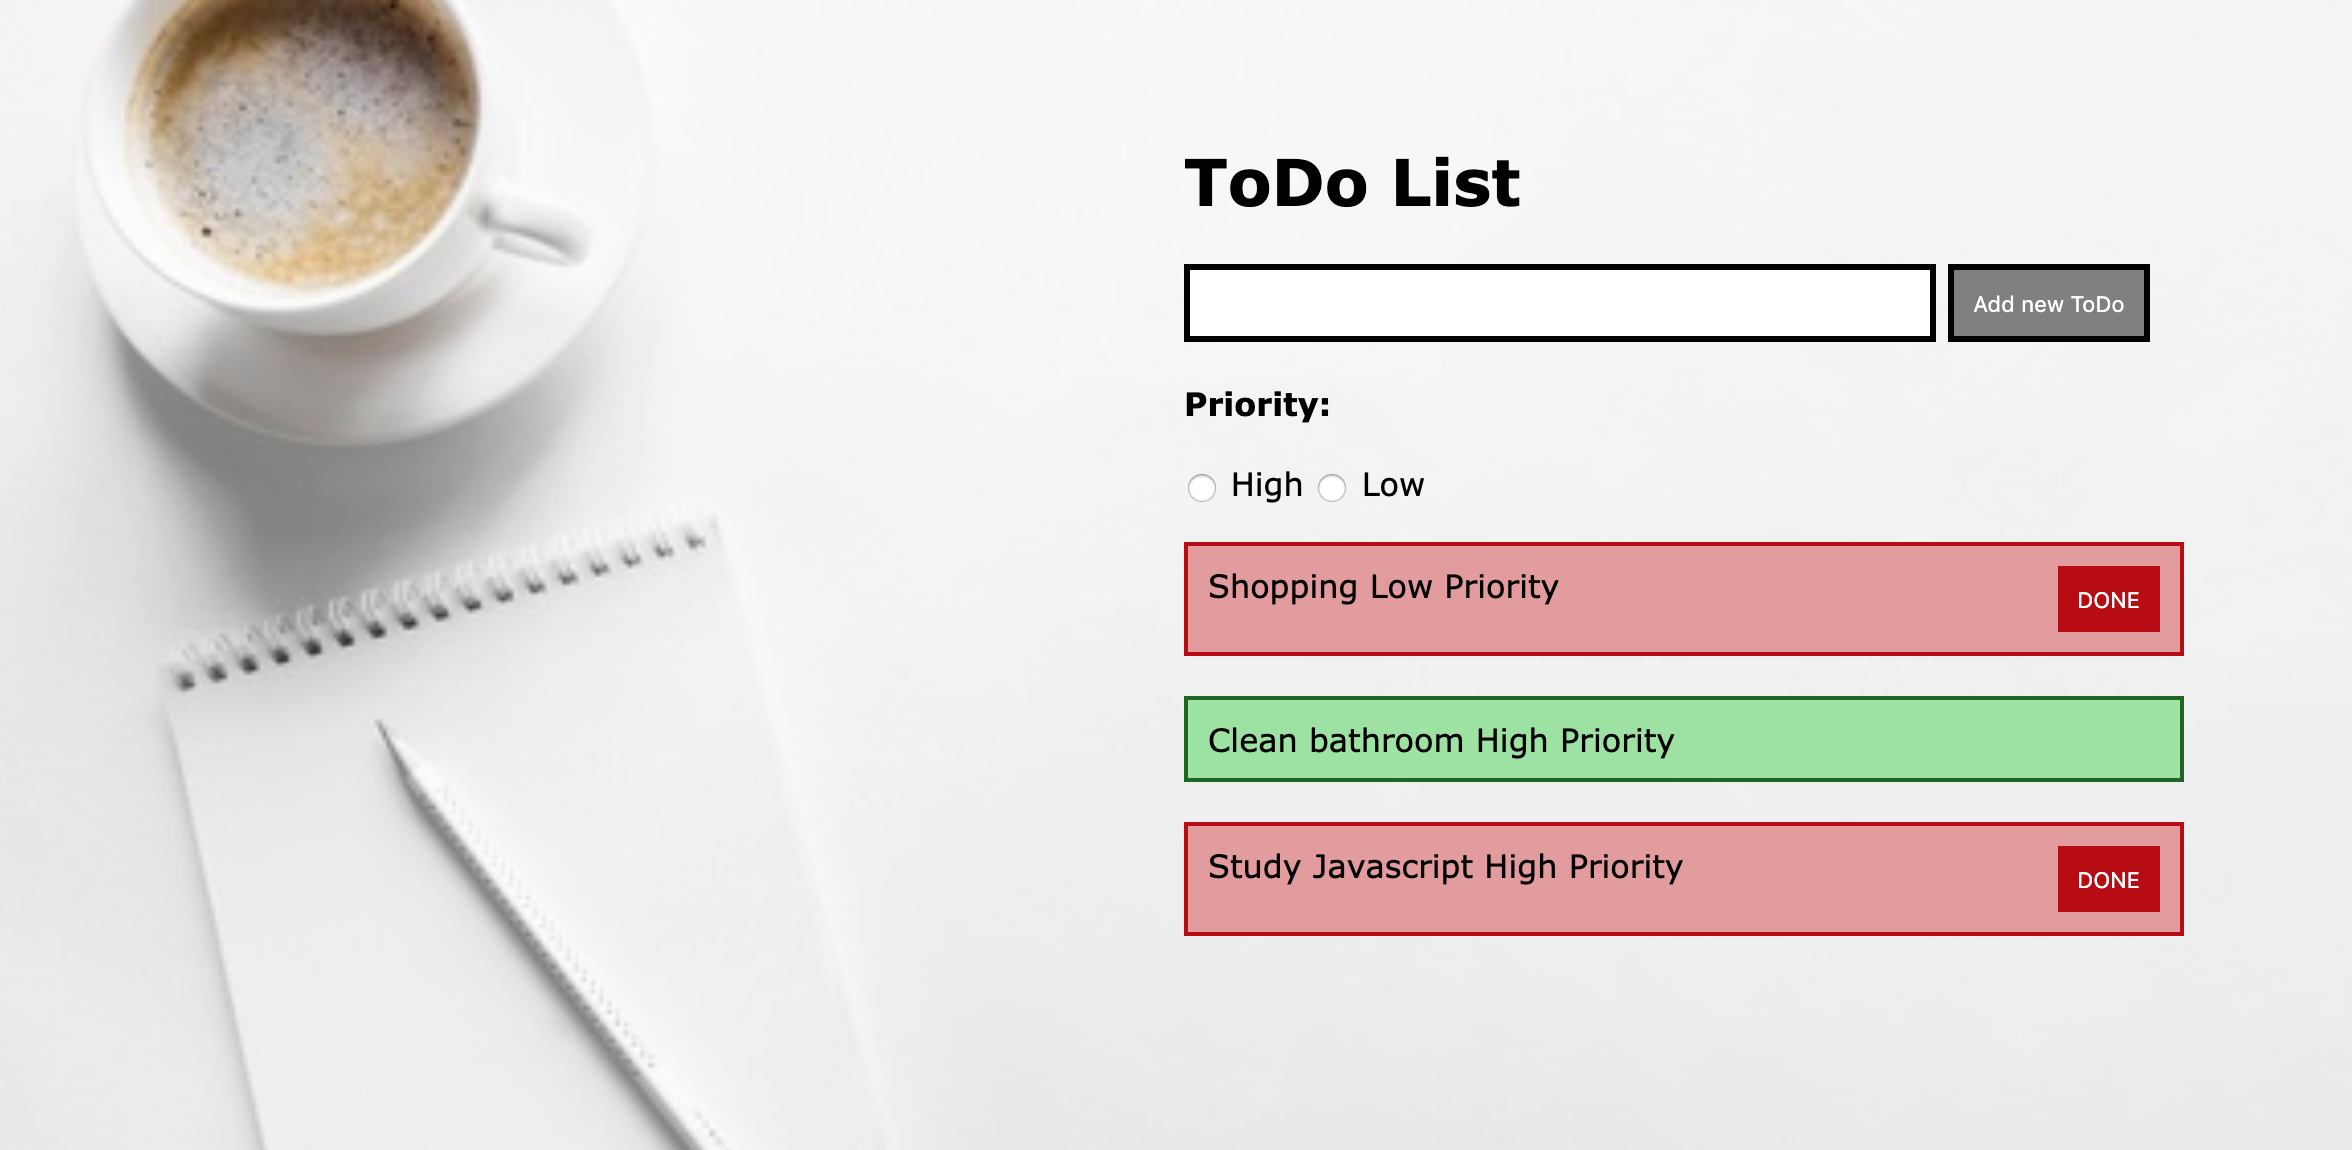 ToDo List
Add new ToDo
Priority:
High Low
Shopping Low Priority
DONE
Clean bathroom High Priority
Study Javascript High Priority
DONE